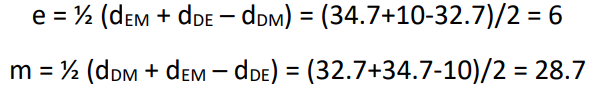 e = ½ (dEM + dDE – dDM) = (34.7+10-32.7)/2 = 6
m = ½ (dDM + dEM – dDE) = (32.7+34.7-10)/2 = 28.7